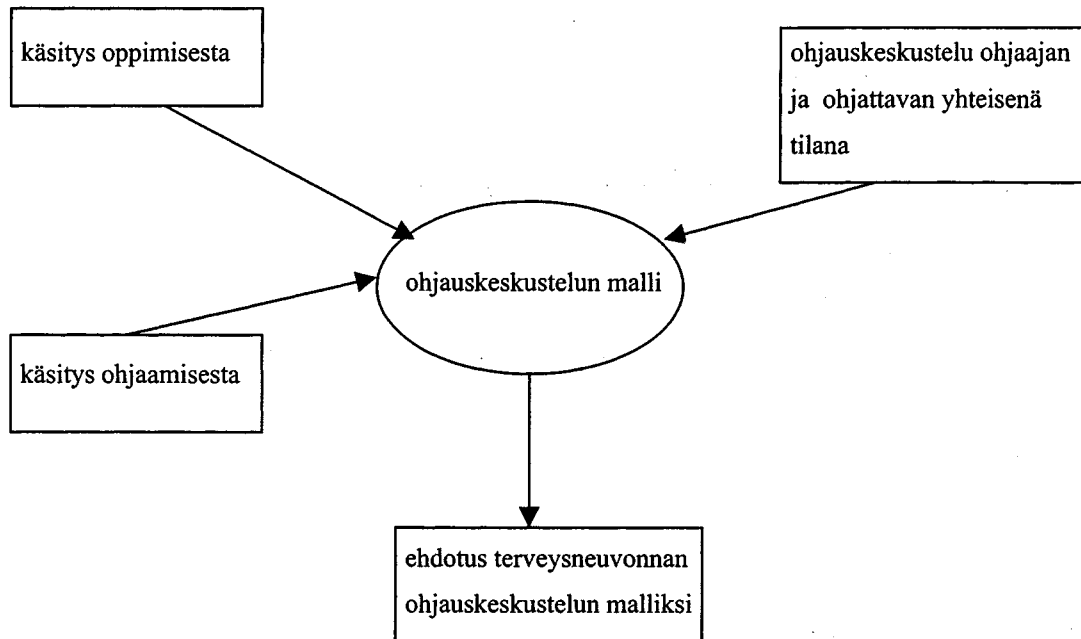 käsitys oppimisesta
ohjauskeskustelu ohjaajan
ja ohjattavan yhteisenä
tilana
ohjauskeskustelun malli
käsitys ohjaamisesta
ehdotus terveysneuvonnan
ohjauskeskustelun malliksi